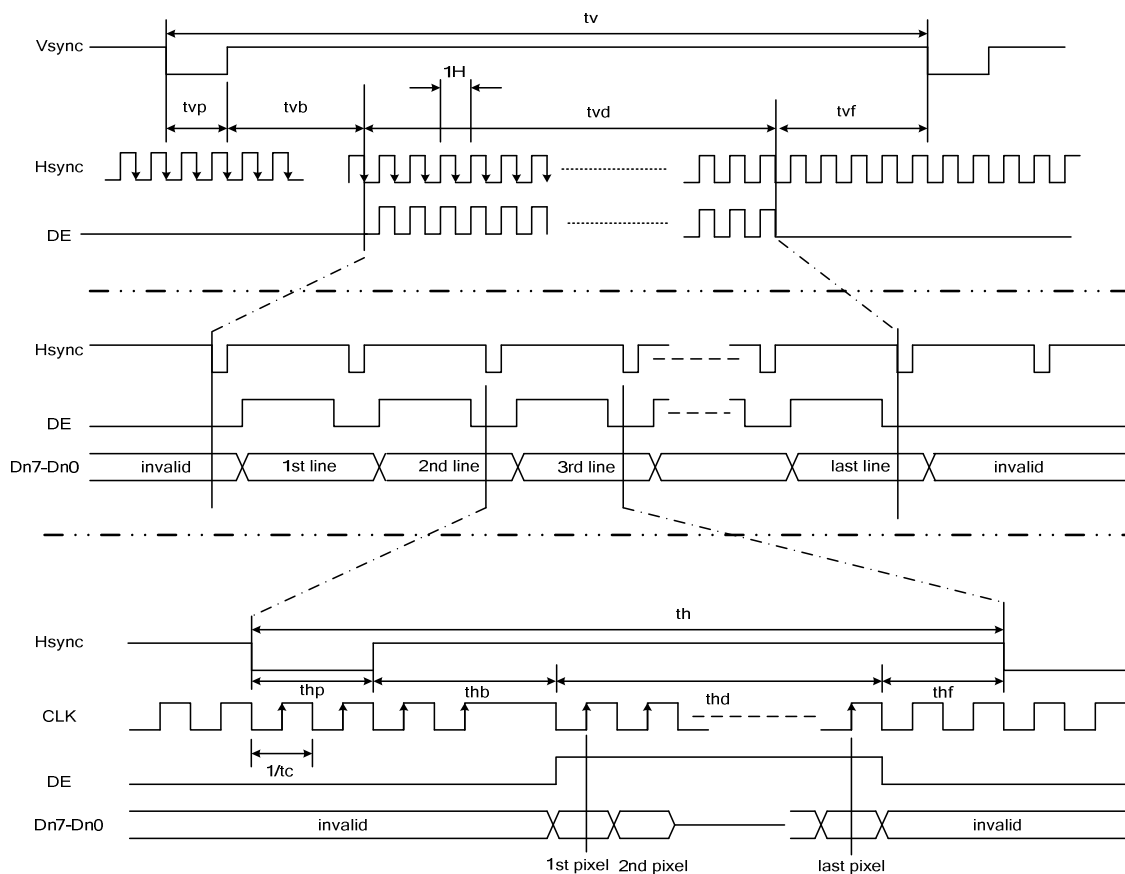 tv
Vsync
1H
tvp
tvb
tvd
tvf
Hsync
DE
Hsync
DE
Dn7-Dn0
invalid
1st line
2nd line
3rd line
last line
invalid
th
Hsync
thp
thb
thd
thf
CLK
1/tc
DE
Dn7-Dn0
invalid
invalid
1st pixel
2nd pixel
last pixel